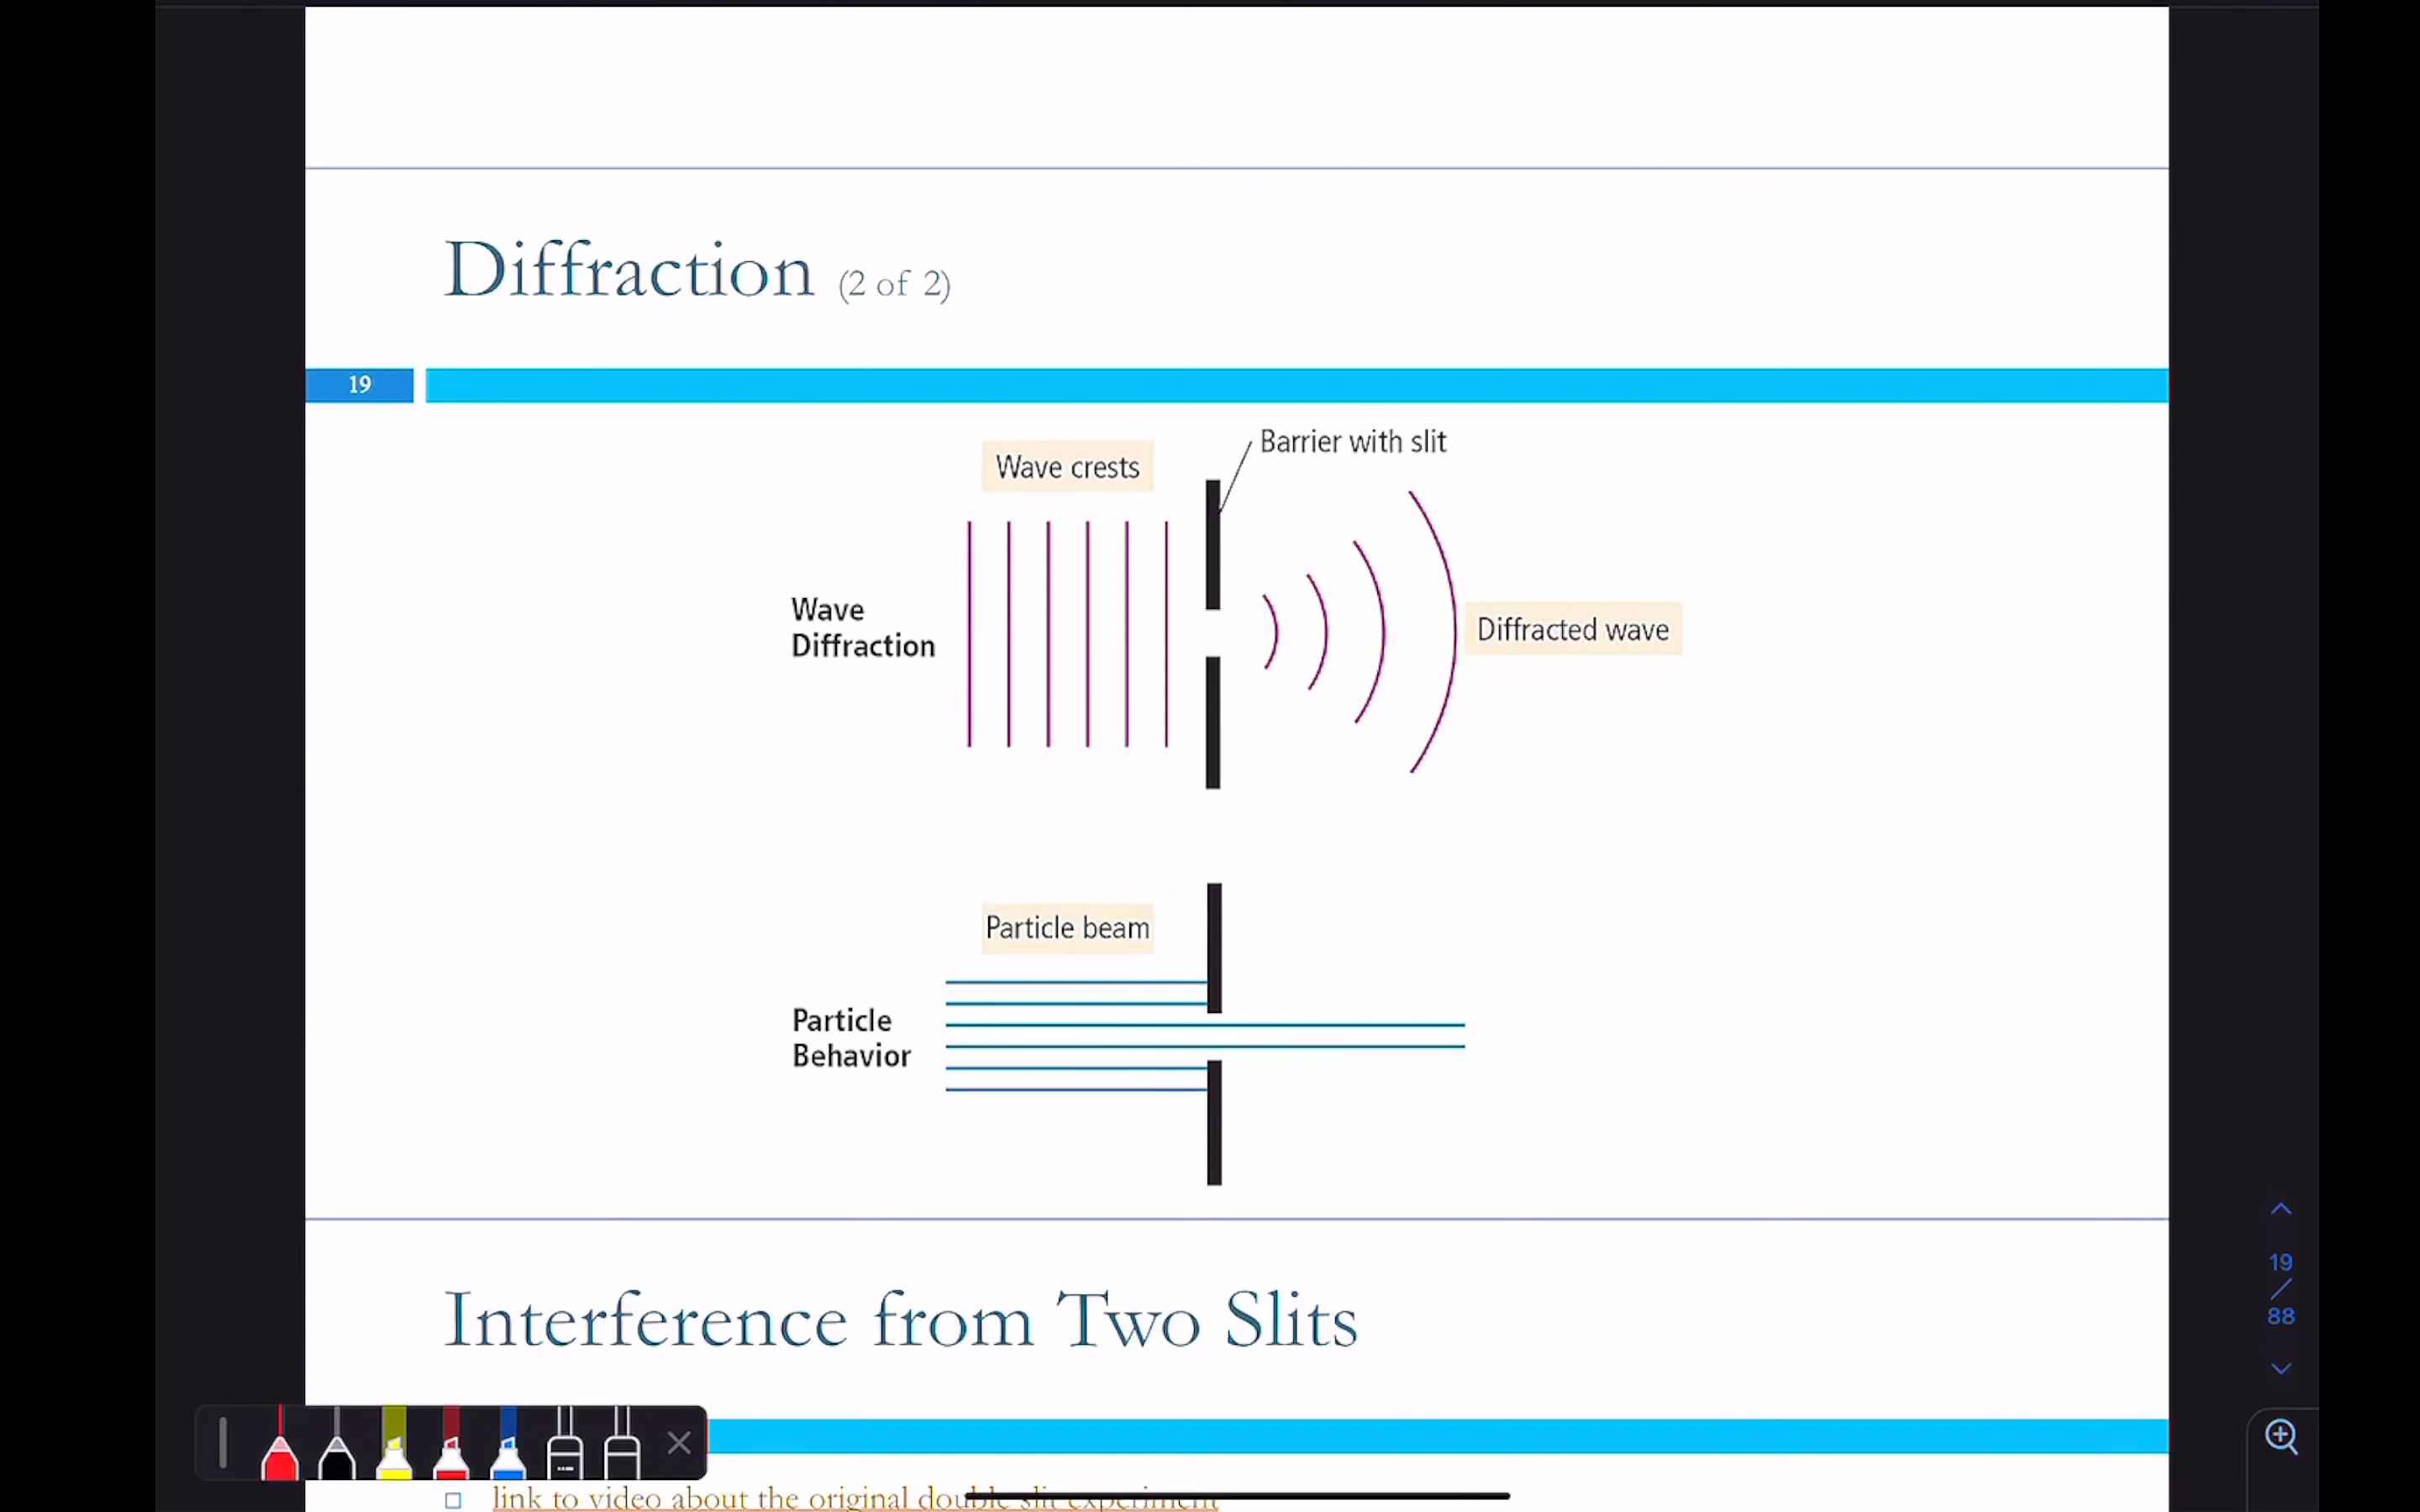 Diffraction (2 of 2)
19
Barrier with slit
Wave crests
Wave
Diffraction
Diffracted wave
Particle beam
Particle
Behavior
19
/
88
Interference from Two Slits
link to video about the original double slit experiment